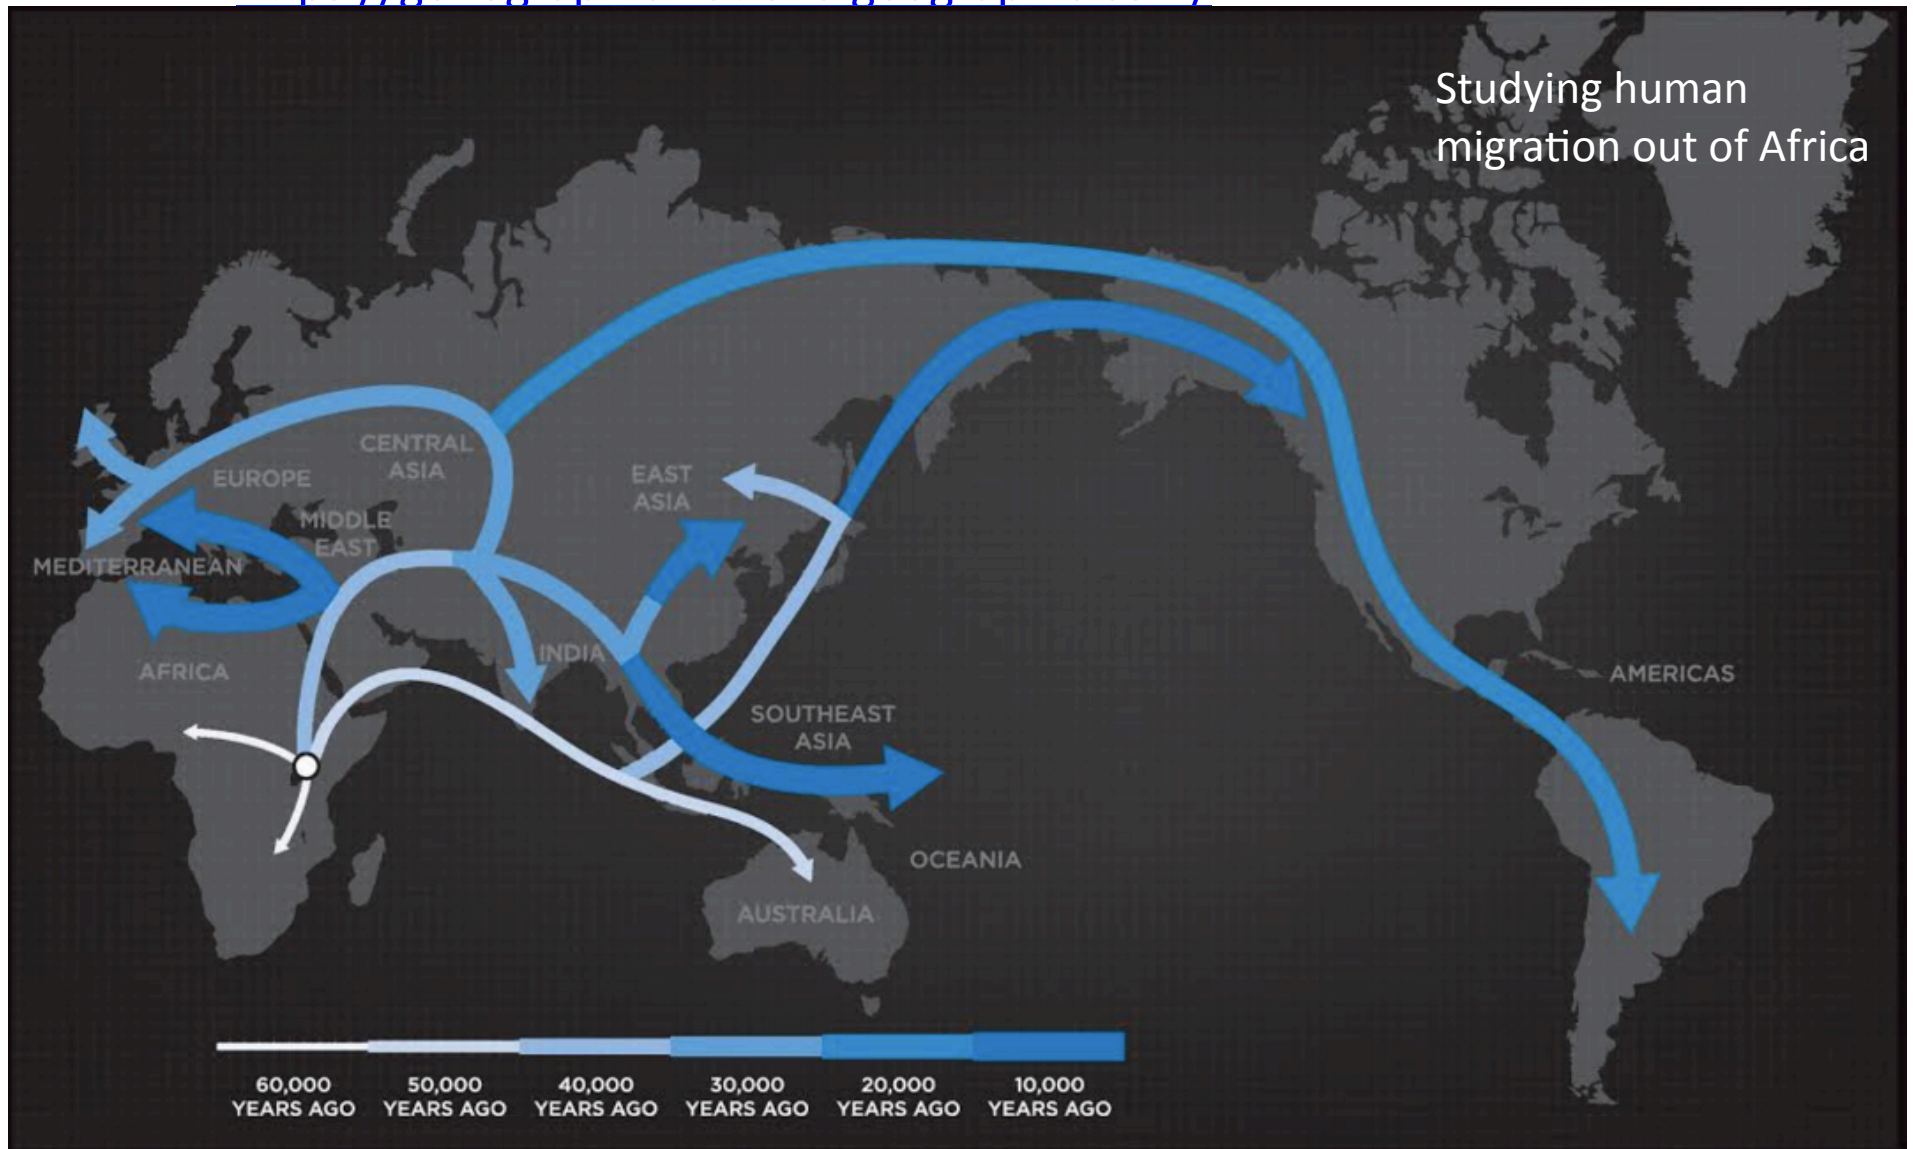 Studying human
migration out of Africa
CENTRAL
ASIA
EUROPE
EAST
ASIA
MIDDLE
EAST
MEDITERRANEAN
INDIA
AFRICA
AMERICAS
SOUTHEAST
ASIA
OCEANIA
AUSTRALIA
60,000
YEARS AGO
50,000
YEARS AGO
40,000
YEARS AGO
30,000
YEARS AGO
20,000
YEARS AGO
10,000
YEARS AGO